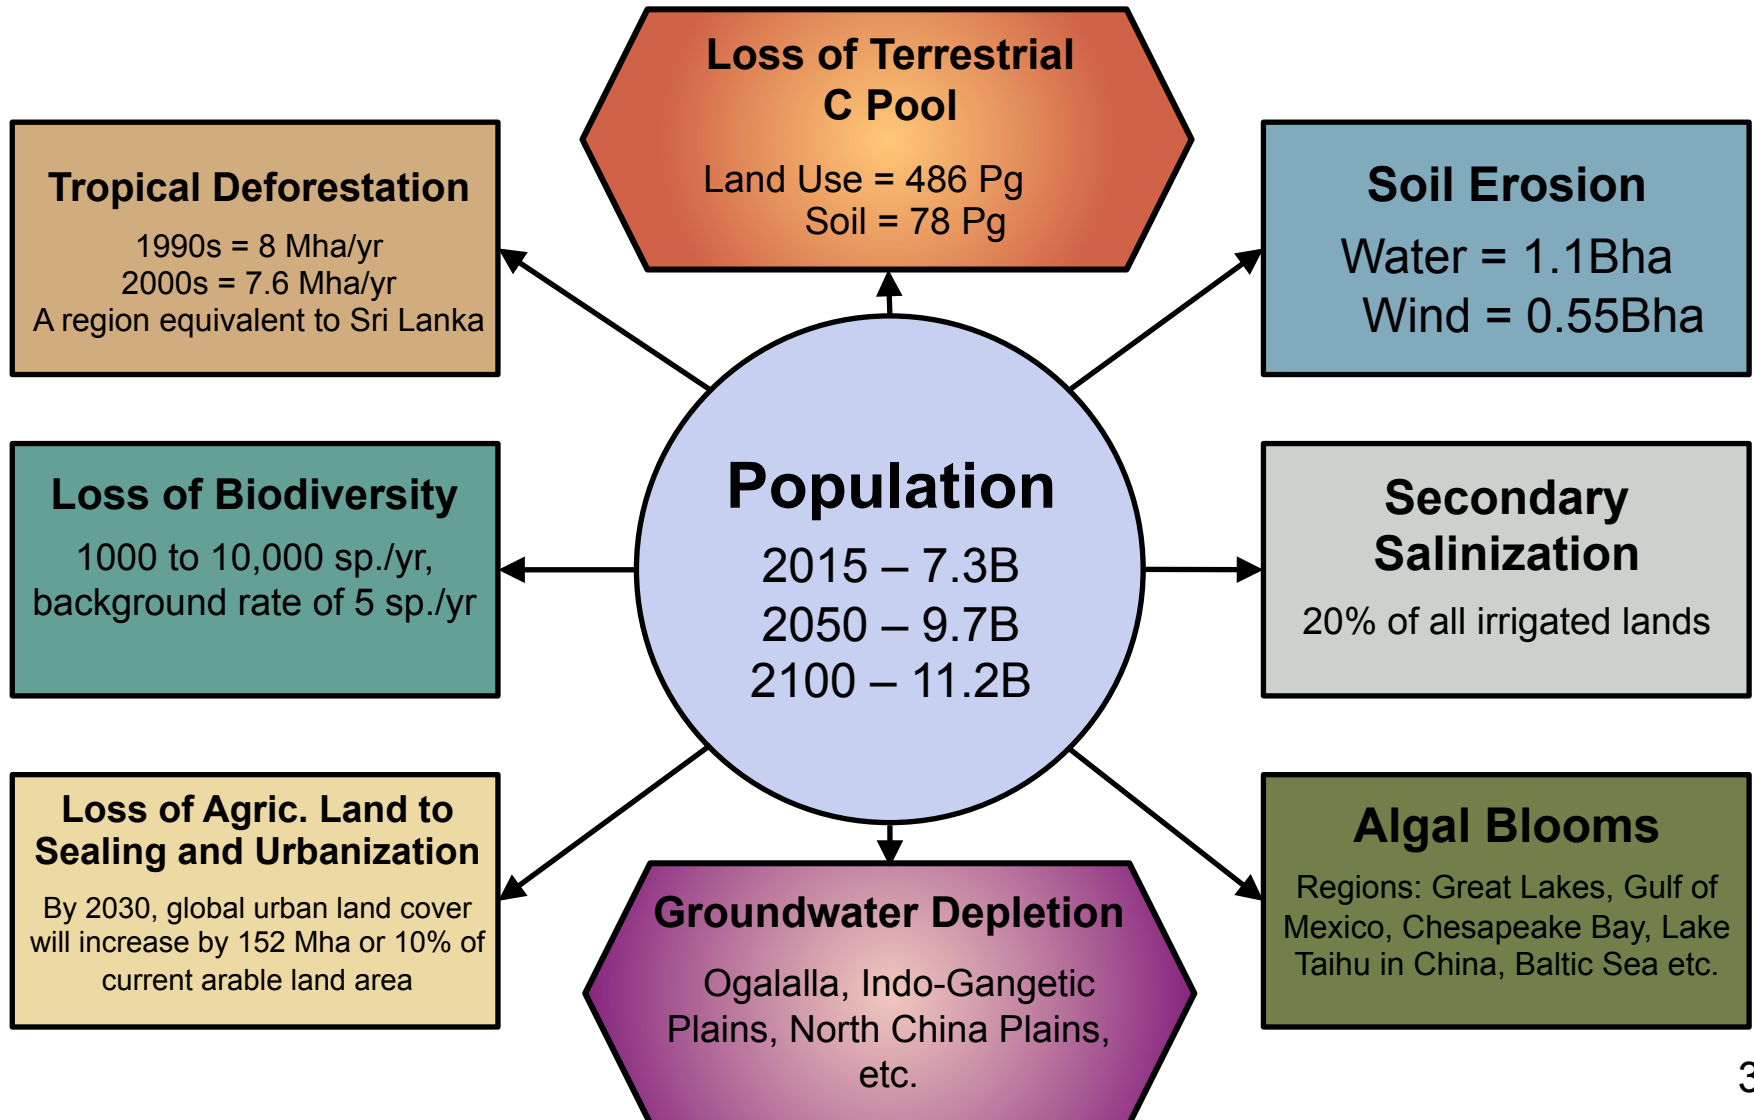 Loss of Terrestrial
C Pool
Land Use = 486 Pg
Soil = 78 Pg
Tropical Deforestation
1990s = 8 Mha/yr
2000s = 7.6 Mha/yr
A region equivalent to Sri Lanka
Soil Erosion
Water = 1.1Bha
Wind = 0.55Bha
Loss of Biodiversity
1000 to 10,000 sp./yr,
background rate of 5 sp./yr
Population
2015 – 7.3B
2050 – 9.7B
2100 – 11.2B
Secondary
Salinization
20% of all irrigated lands
Loss of Agric. Land to
Sealing and Urbanization
By 2030, global urban land cover
will increase by 152 Mha or 10% of
current arable land area
Groundwater Depletion
Ogalalla, Indo-Gangetic
Plains, North China Plains,
etc.
Algal Blooms
Regions: Great Lakes, Gulf of
Mexico, Chesapeake Bay, Lake
Taihu in China, Baltic Sea etc.
3